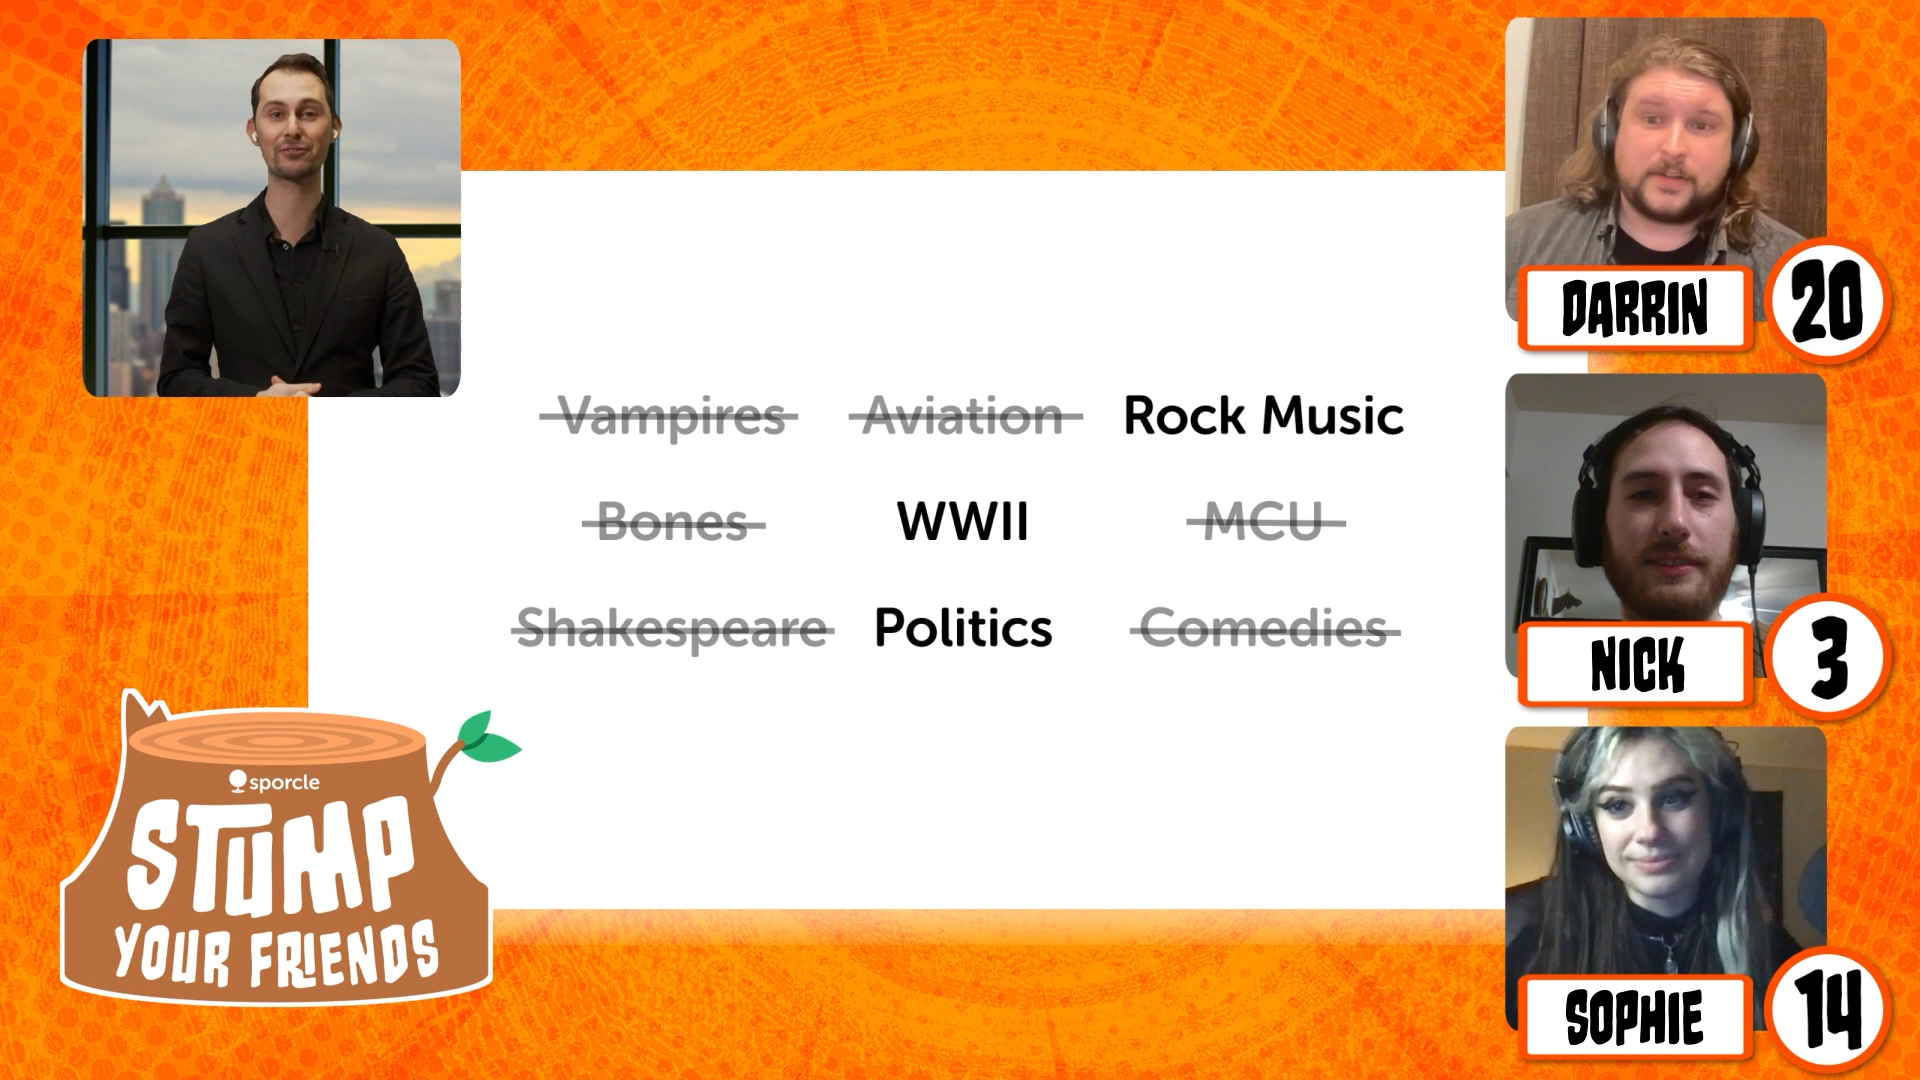 Vampires Aviation Rock Music
Bones WWII MCU
Shakespeare Politics Comedies
DARRIN 20
NICK 3
SOPHIE 14
sporcle
STUMP
YOUR FRIENDS